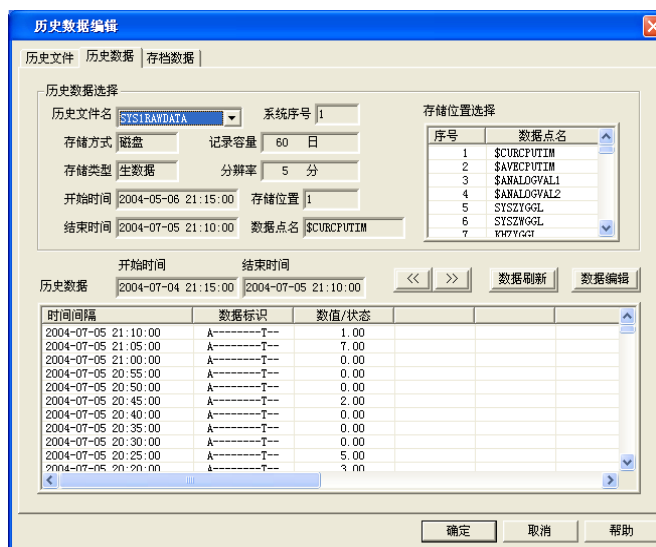 历史数据编辑
历史文件 历史数据 存档数据
历史数据选择
历史文件名 SYS1RAWDATA 系统序号 1 存储位置选择
存储方式 磁盘 记录容量 60 日
存储类型 生数据 分辨率 5 分
开始时间 2004-05-06 21:15:00 存储位置 1
结束时间 2004-07-05 21:10:00 数据点名 $CURCPUTIM
序号 数据点名
1 $CURCPUTIM
2 $AVECPUTIM
3 $ANALOGVAL1
4 $ANALOGVAL2
5 SYSZYGGL
6 SYSZWGGL
7 KHZYGGL
开始时间 结束时间
历史数据 2004-07-04 21:15:00 2004-07-05 21:10:00 << >> 数据刷新 数据编辑
时间间隔 数据标识 数值/状态
2004-07-05 21:10:00 A--------T-- 1.00
2004-07-05 21:05:00 A--------T-- 7.00
2004-07-05 21:00:00 A--------T-- 0.00
2004-07-05 20:55:00 A--------T-- 0.00
2004-07-05 20:50:00 A--------T-- 0.00
2004-07-05 20:45:00 A--------T-- 2.00
2004-07-05 20:40:00 A--------T-- 0.00
2004-07-05 20:35:00 A--------T-- 0.00
2004-07-05 20:30:00 A--------T-- 0.00
2004-07-05 20:25:00 A--------T-- 5.00
2004-07-05 20:20:00 A--------T-- 3.00
确定 取消 帮助